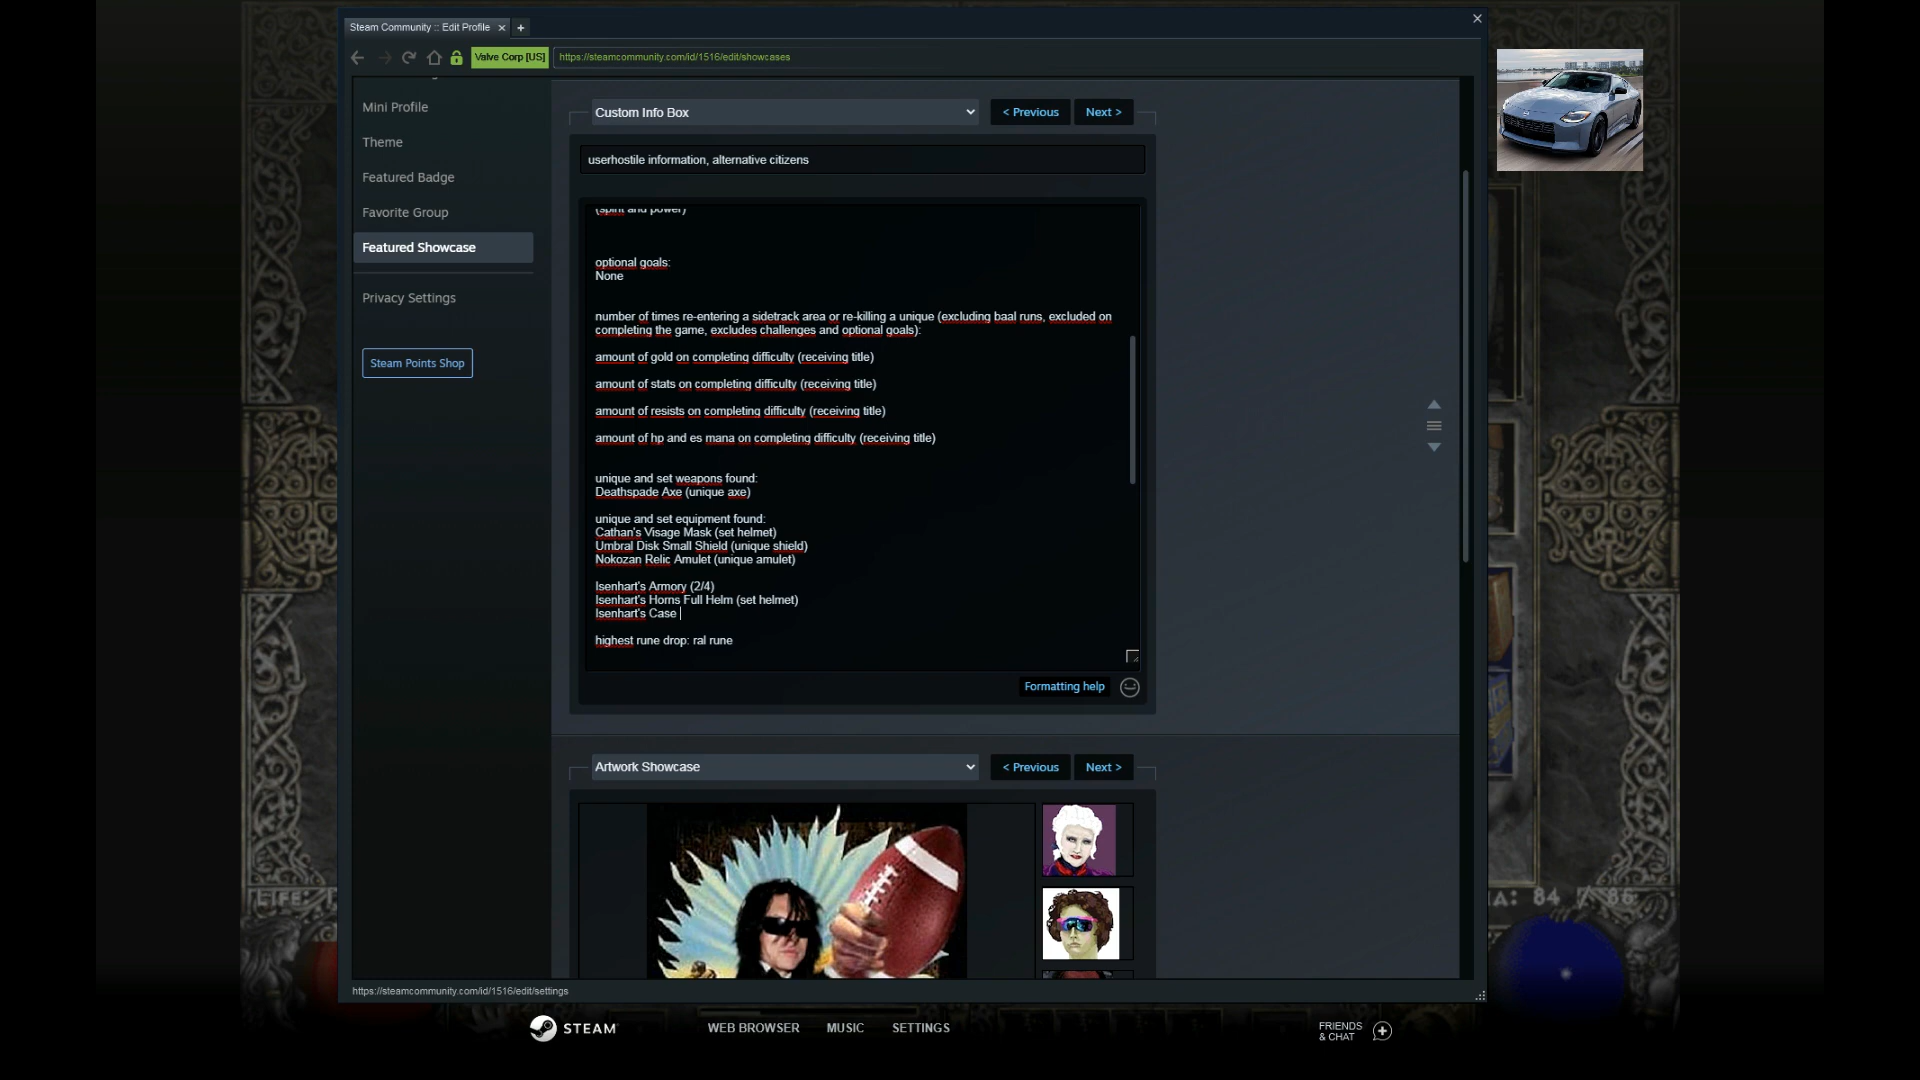 Steam Community :: Edit Profile
Valve Corp [US]
https://steamcommunity.com/id/1516/edit/showcases
Mini Profile
Theme
Featured Badge
Favorite Group
Featured Showcase
Privacy Settings
Steam Points Shop
Custom Info Box
< Previous
Next >
userhostile information, alternative citizens
(spirit and power)
optional goals:
None
number of times re-entering a sidetrack area or re-killing a unique (excluding baal runs, excluded on
completing the game, excludes challenges and optional goals):
amount of gold on completing difficulty (receiving title)
amount of stats on completing difficulty (receiving title)
amount of resists on completing difficulty (receiving title)
amount of hp and es mana on completing difficulty (receiving title)
unique and set weapons found:
Deathspade Axe (unique axe)
unique and set equipment found:
Cathan's Visage Mask (set helmet)
Umbral Disk Small Shield (unique shield)
Nokozan Relic Amulet (unique amulet)
Isenhart's Armory (2/4)
Isenhart's Horns Full Helm (set helmet)
Isenhart's Case
highest rune drop: ral rune
Formatting help
Artwork Showcase
< Previous
Next >
LIFE:
84 / 86
https://steamcommunity.com/id/1516/edit/settings
STEAM
WEB BROWSER
MUSIC
SETTINGS
FRIENDS
& CHAT